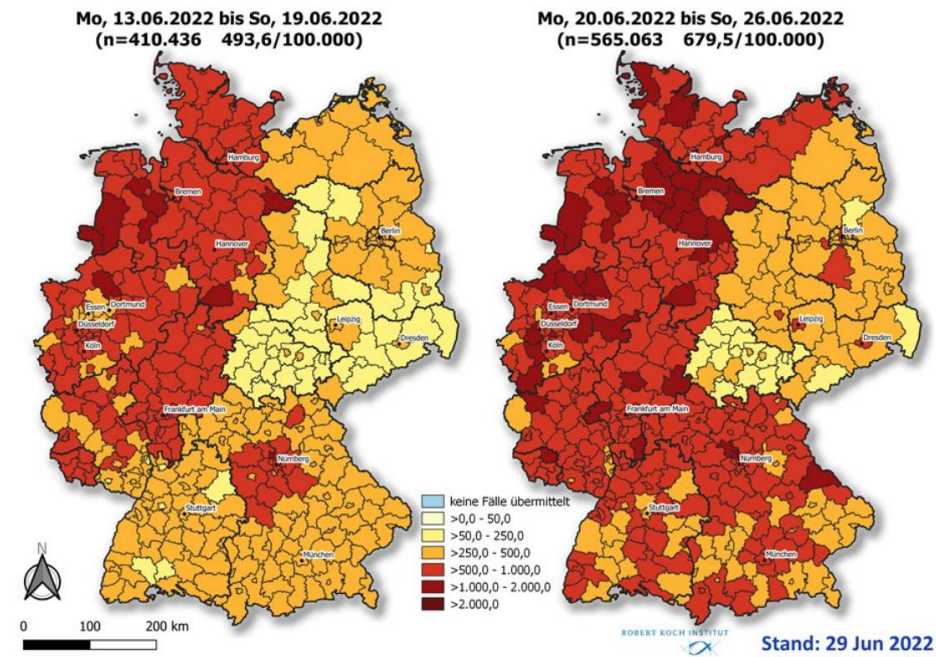 Mo, 13.06.2022 bis So, 19.06.2022
(n=410.436 493,6/100.000)
Mo, 20.06.2022 bis So, 26.06.2022
(n=565.063 679,5/100.000)
Hamburg
Bremen
Berlin
Hannover
Essen
Dortmund
Düsseldorf
Leipzig
Köln
Dresden
Frankfurt am Main
Nürnberg
Stuttgart
München
Hamburg
Bremen
Berlin
Hannover
Essen
Dortmund
Düsseldorf
Leipzig
Köln
Dresden
Frankfurt am Main
Nürnberg
Stuttgart
München
keine Fälle übermittelt
>0,0 - 50,0
>50,0 - 250,0
>250,0 - 500,0
>500,0 - 1.000,0
>1.000,0 - 2.000,0
>2.000,0
N
0 100 200 km
ROBERT KOCH INSTITUT
Stand: 29 Jun 2022